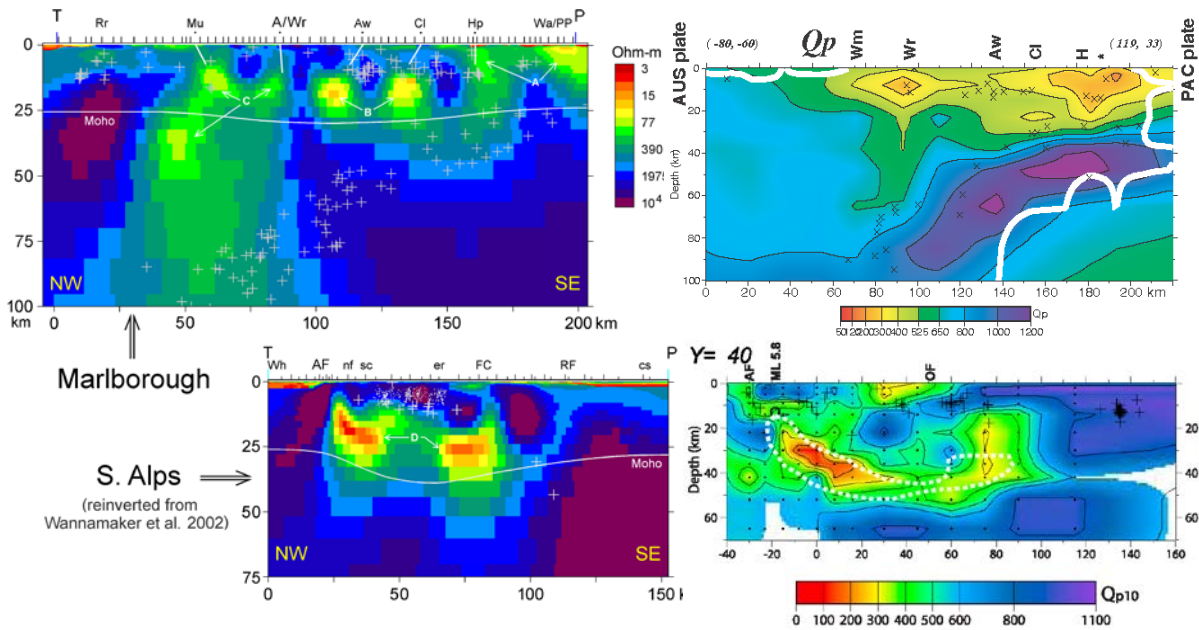 T
P
Rr
Mu
A/Wr
Aw
Cl
Hp
Wa/PP
0
25
50
75
100
km
Moho
C
B
A
NW
SE
0
50
100
150
200 km
Ohm-m
3
15
77
390
1975
10⁴
AUS plate
(-80,-60)
Qp
Wm
Wr
Aw
Cl
H
*
(119, 33)
PAC plate
Depth (km)
0
20
40
60
80
100
0
20
40
60
80
100
120
140
160
180
200 km
50
120
200
300
400
525
650
800
1000
1200
Qp
Marlborough
S. Alps
(reinverted from
Wannamaker et al. 2002)
T
P
Wh
AF
nf
sc
er
FC
RF
cs
0
25
50
75
D
Moho
NW
SE
0
50
100
150 k
Y= 40
AF
ML 5.8
OF
Depth (km)
0
20
40
60
-40
-20
0
20
40
60
80
100
120
140
160
0
100
200
300
400
500
600
800
1100
Qp10